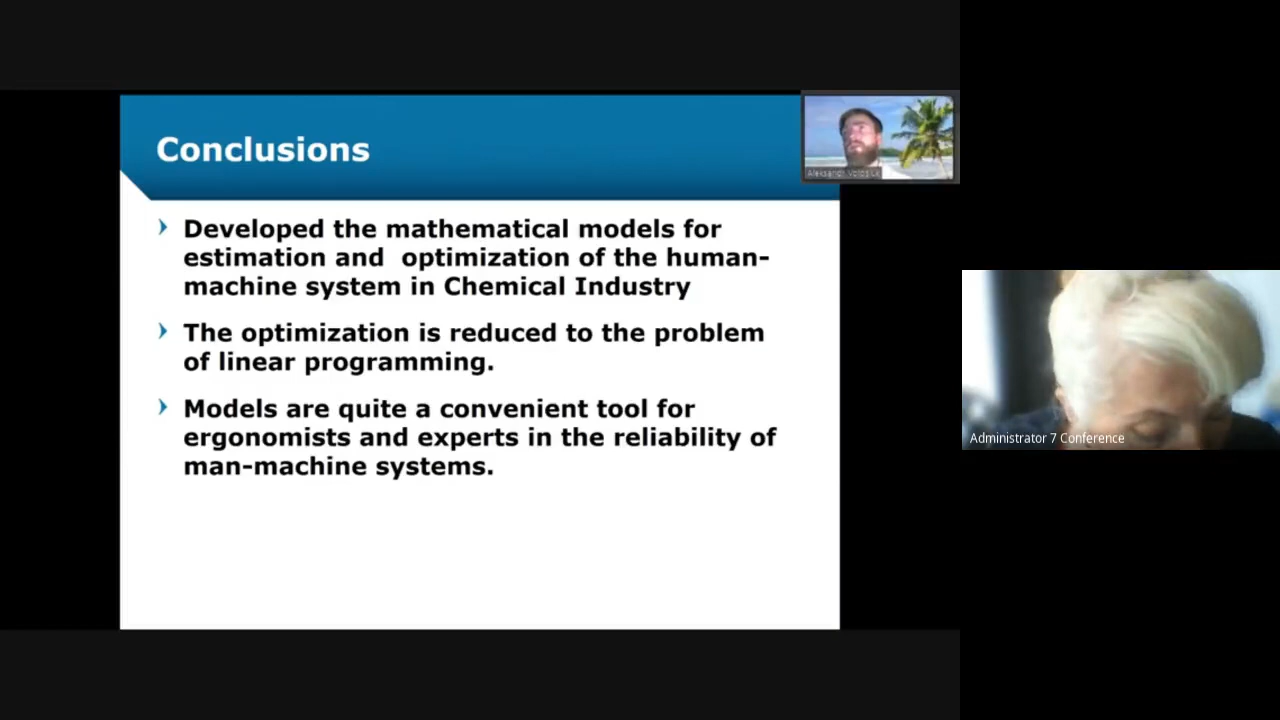 Conclusions
Developed the mathematical models for
estimation and optimization of the human-
machine system in Chemical Industry
The optimization is reduced to the problem
of linear programming.
Models are quite a convenient tool for
ergonomists and experts in the reliability of
man-machine systems.
Administrator 7 Conference